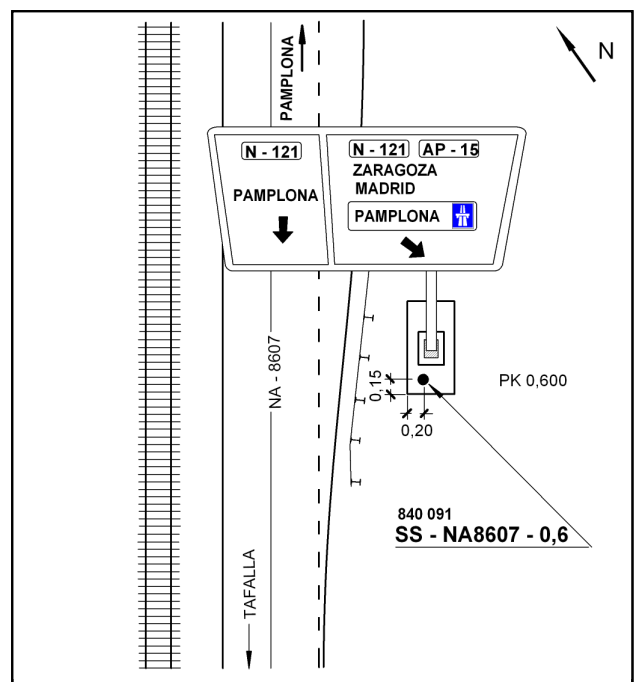 PAMPLONA
N
N - 121
PAMPLONA
N - 121 AP - 15
ZARAGOZA
MADRID
PAMPLONA
NA - 8607
0,15
0,20
PK 0,600
840 091
SS - NA8607 - 0,6
TAFALLA